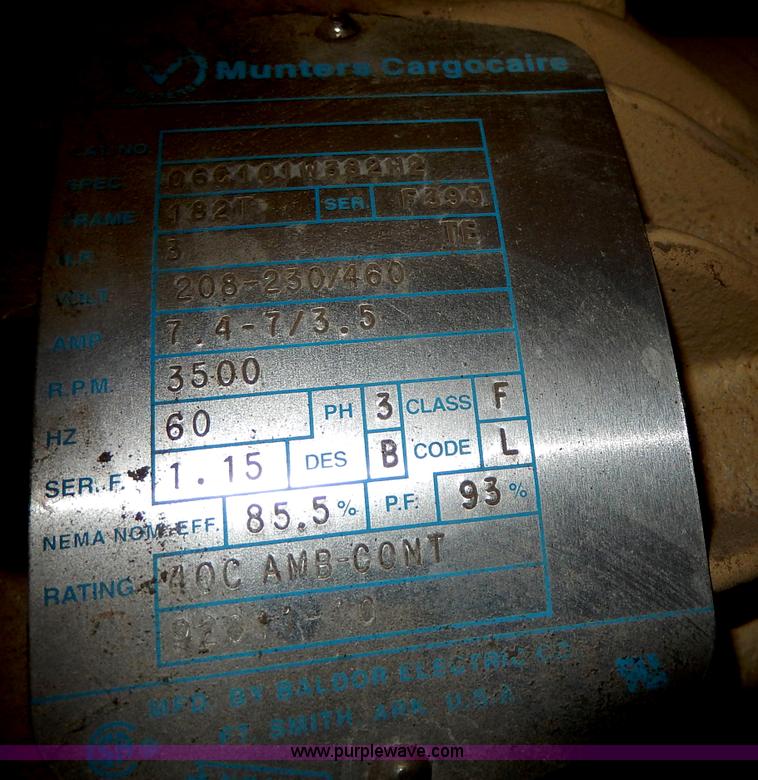 Munters Cargocaire
CAT. NO.
SPEC. 06C101W382H2
FRAME 182T SER. F399
H.P. 3 TE
VOLT 208-230/460
AMP 7.4-7/3.5
R.P.M. 3500
HZ 60 PH 3 CLASS F
SER. F. 1.15 DES B CODE L
NEMA NOM. EFF. 85.5 % P.F. 93 %
RATING 40C AMB-CONT
MFD. BY BALDOR ELECTRIC CO.
FT. SMITH, ARK. U.S.A.
www.purplewave.com